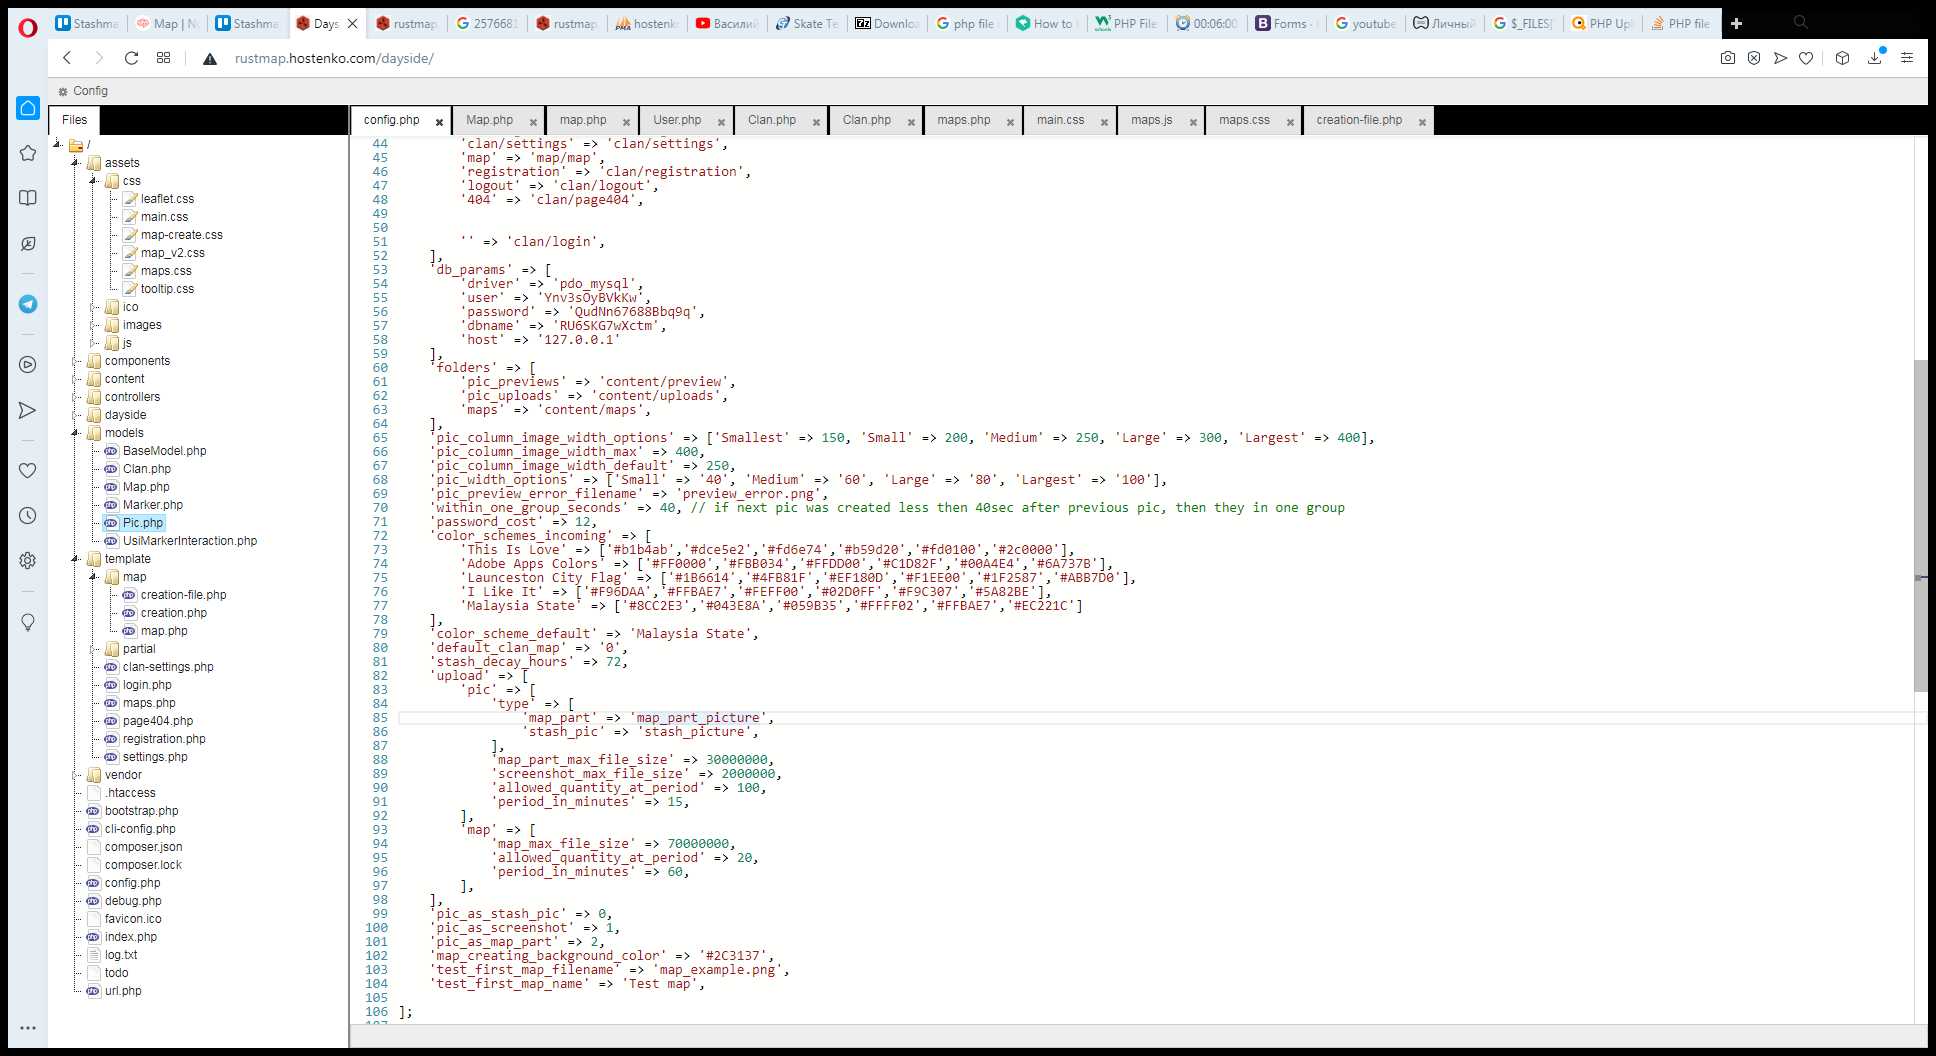 Stashma
Map | N
Stashma
Days
rustmap
2576681
rustmap
hostenko
Василий
Skate Te
Downloa
php file
How to
PHP File
00:06:00
Forms -
youtube
Личный
$_FILES[
PHP Upl
PHP file
rustmap.hostenko.com/dayside/
Config
Files
config.php
Map.php
map.php
User.php
Clan.php
Clan.php
maps.php
main.css
maps.js
maps.css
creation-file.php
/
assets
css
leaflet.css
main.css
map-create.css
map_v2.css
maps.css
tooltip.css
ico
images
js
components
content
controllers
dayside
models
BaseModel.php
Clan.php
Map.php
Marker.php
Pic.php
UsiMarkerInteraction.php
template
map
creation-file.php
creation.php
map.php
partial
clan-settings.php
login.php
maps.php
page404.php
registration.php
settings.php
vendor
.htaccess
bootstrap.php
cli-config.php
composer.json
composer.lock
config.php
debug.php
favicon.ico
index.php
log.txt
todo
url.php
44 'clan/settings' => 'clan/settings',
45 'map' => 'map/map',
46 'registration' => 'clan/registration',
47 'logout' => 'clan/logout',
48 '404' => 'clan/page404',
49
50
51 '' => 'clan/login',
52 ],
53 'db_params' => [
54 'driver' => 'pdo_mysql',
55 'user' => 'Ynv3sOyBVkKw',
56 'password' => 'QudNn67688Bbq9q',
57 'dbname' => 'RU6SKG7wXctm',
58 'host' => '127.0.0.1'
59 ],
60 'folders' => [
61 'pic_previews' => 'content/preview',
62 'pic_uploads' => 'content/uploads',
63 'maps' => 'content/maps',
64 ],
65 'pic_column_image_width_options' => ['Smallest' => 150, 'Small' => 200, 'Medium' => 250, 'Large' => 300, 'Largest' => 400],
66 'pic_column_image_width_max' => 400,
67 'pic_column_image_width_default' => 250,
68 'pic_width_options' => ['Small' => '40', 'Medium' => '60', 'Large' => '80', 'Largest' => '100'],
69 'pic_preview_error_filename' => 'preview_error.png',
70 'within_one_group_seconds' => 40, // if next pic was created less then 40sec after previous pic, then they in one group
71 'password_cost' => 12,
72 'color_schemes_incoming' => [
73 'This Is Love' => ['#b1b4ab','#dce5e2','#fd6e74','#b59d20','#fd0100','#2c0000'],
74 'Adobe Apps Colors' => ['#FF0000','#FBB034','#FFDD00','#C1D82F','#00A4E4','#6A737B'],
75 'Launceston City Flag' => ['#1B6614','#4FB81F','#EF180D','#F1EE00','#1F2587','#ABB7D0'],
76 'I Like It' => ['#F96DAA','#FFBAE7','#FEFF00','#02D0FF','#F9C307','#5A82BE'],
77 'Malaysia State' => ['#8CC2E3','#043E8A','#059B35','#FFFF02','#FFBAE7','#EC221C']
78 ],
79 'color_scheme_default' => 'Malaysia State',
80 'default_clan_map' => '0',
81 'stash_decay_hours' => 72,
82 'upload' => [
83 'pic' => [
84 'type' => [
85 'map_part' => 'map_part_picture',
86 'stash_pic' => 'stash_picture',
87 ],
88 'map_part_max_file_size' => 30000000,
89 'screenshot_max_file_size' => 2000000,
90 'allowed_quantity_at_period' => 100,
91 'period_in_minutes' => 15,
92 ],
93 'map' => [
94 'map_max_file_size' => 70000000,
95 'allowed_quantity_at_period' => 20,
96 'period_in_minutes' => 60,
97 ],
98 ],
99 'pic_as_stash_pic' => 0,
100 'pic_as_screenshot' => 1,
101 'pic_as_map_part' => 2,
102 'map_creating_background_color' => '#2C3137',
103 'test_first_map_filename' => 'map_example.png',
104 'test_first_map_name' => 'Test map',
105
106 ];